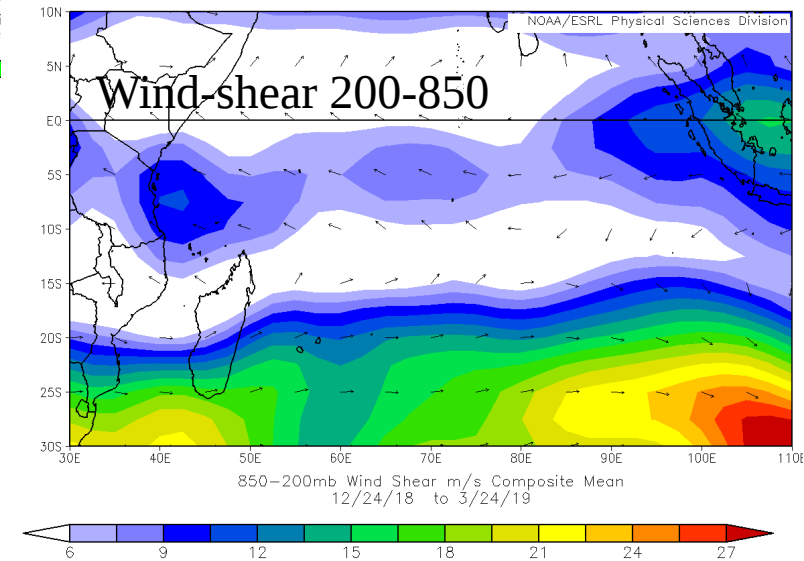 10N
NOAA/ESRL Physical Sciences Division
5N
Wind-shear 200-850
EQ
5S
10S
15S
20S
25S
30S
30E 40E 50E 60E 70E 80E 90E 100E 110E
850-200mb Wind Shear m/s Composite Mean
12/24/18 to 3/24/19
6 9 12 15 18 21 24 27